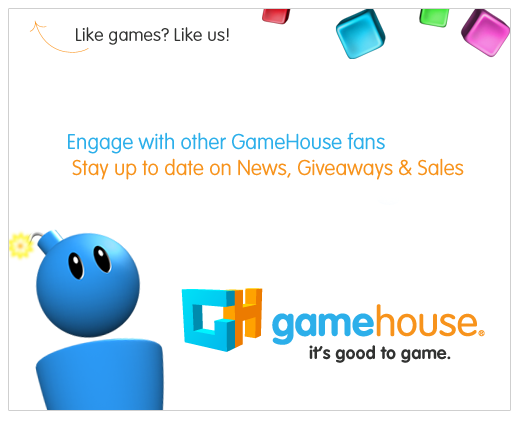 Like games? Like us!
Engage with other GameHouse fans
Stay up to date on News, Giveaways & Sales
GH gamehouse®
it's good to game.